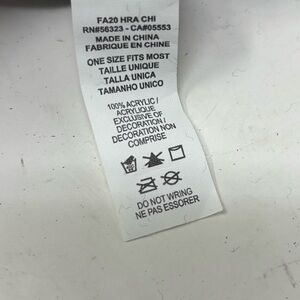 FA20 HRA CHI
RN#56323 - CA#05553
MADE IN CHINA
FABRIQUE EN CHINE
ONE SIZE FITS MOST
TAILLE UNIQUE
TALLA UNICA
TAMANHO UNICO
100% ACRYLIC /
ACRYLIQUE
EXCLUSIVE OF
DECORATION /
DECORATION NON
COMPRISE
DO NOT WRING
NE PAS ESSORER